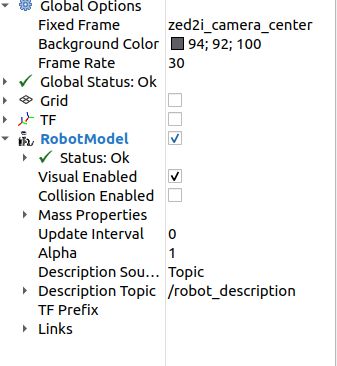 Global Options
Fixed Frame zed2i_camera_center
Background Color 94; 92; 100
Frame Rate 30
Global Status: Ok
Grid
TF
RobotModel
Status: Ok
Visual Enabled
Collision Enabled
Mass Properties
Update Interval 0
Alpha 1
Description Sou... Topic
Description Topic /robot_description
TF Prefix
Links